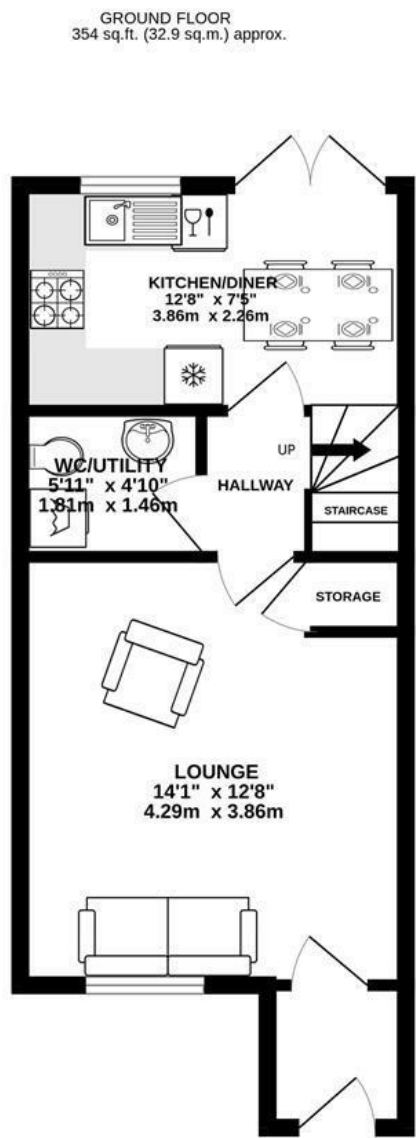 GROUND FLOOR
354 sq.ft. (32.9 sq.m.) approx.
KITCHEN/DINER
12'8" x 7'5"
3.86m x 2.26m
UP
WC/UTILITY
5'11" x 4'10"
1.81m x 1.46m
HALLWAY
STAIRCASE
STORAGE
LOUNGE
14'1" x 12'8"
4.29m x 3.86m